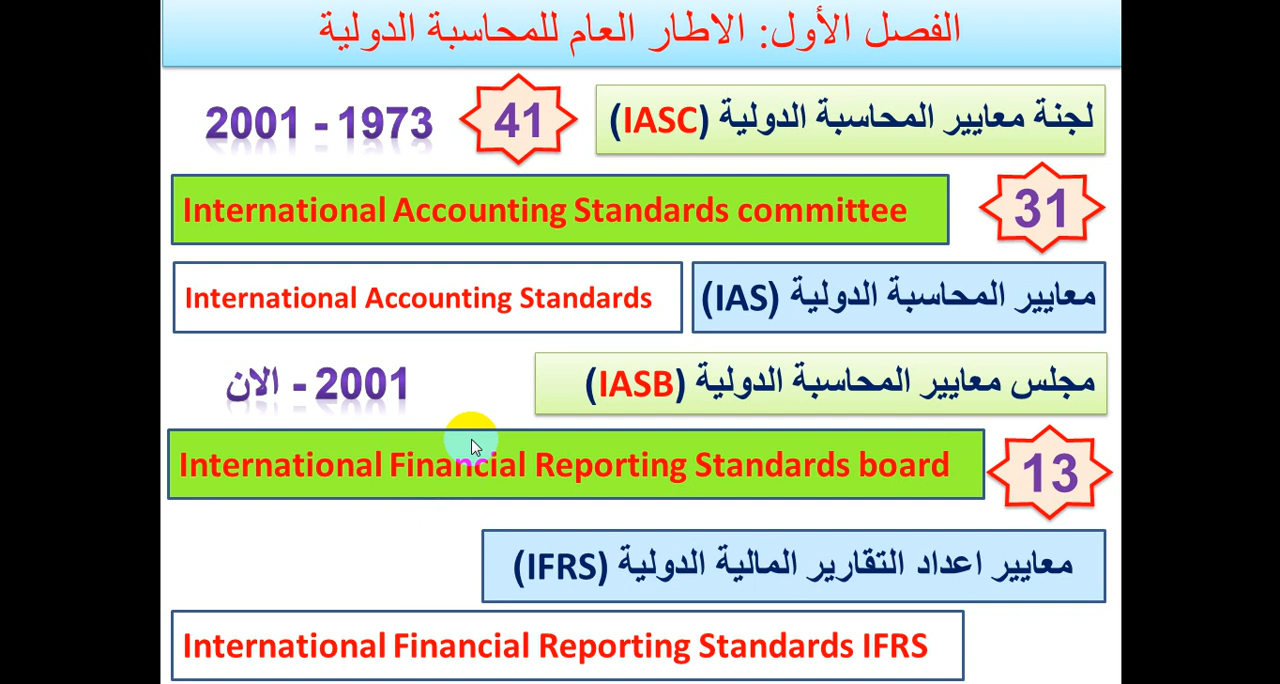 الفصل الأول: الاطار العام للمحاسبة الدولية
لجنة معايير المحاسبة الدولية (IASC)
41
1973 - 2001
International Accounting Standards committee
31
معايير المحاسبة الدولية (IAS)
International Accounting Standards
مجلس معايير المحاسبة الدولية (IASB)
2001 - الان
International Financial Reporting Standards board
13
معايير اعداد التقارير المالية الدولية (IFRS)
International Financial Reporting Standards IFRS